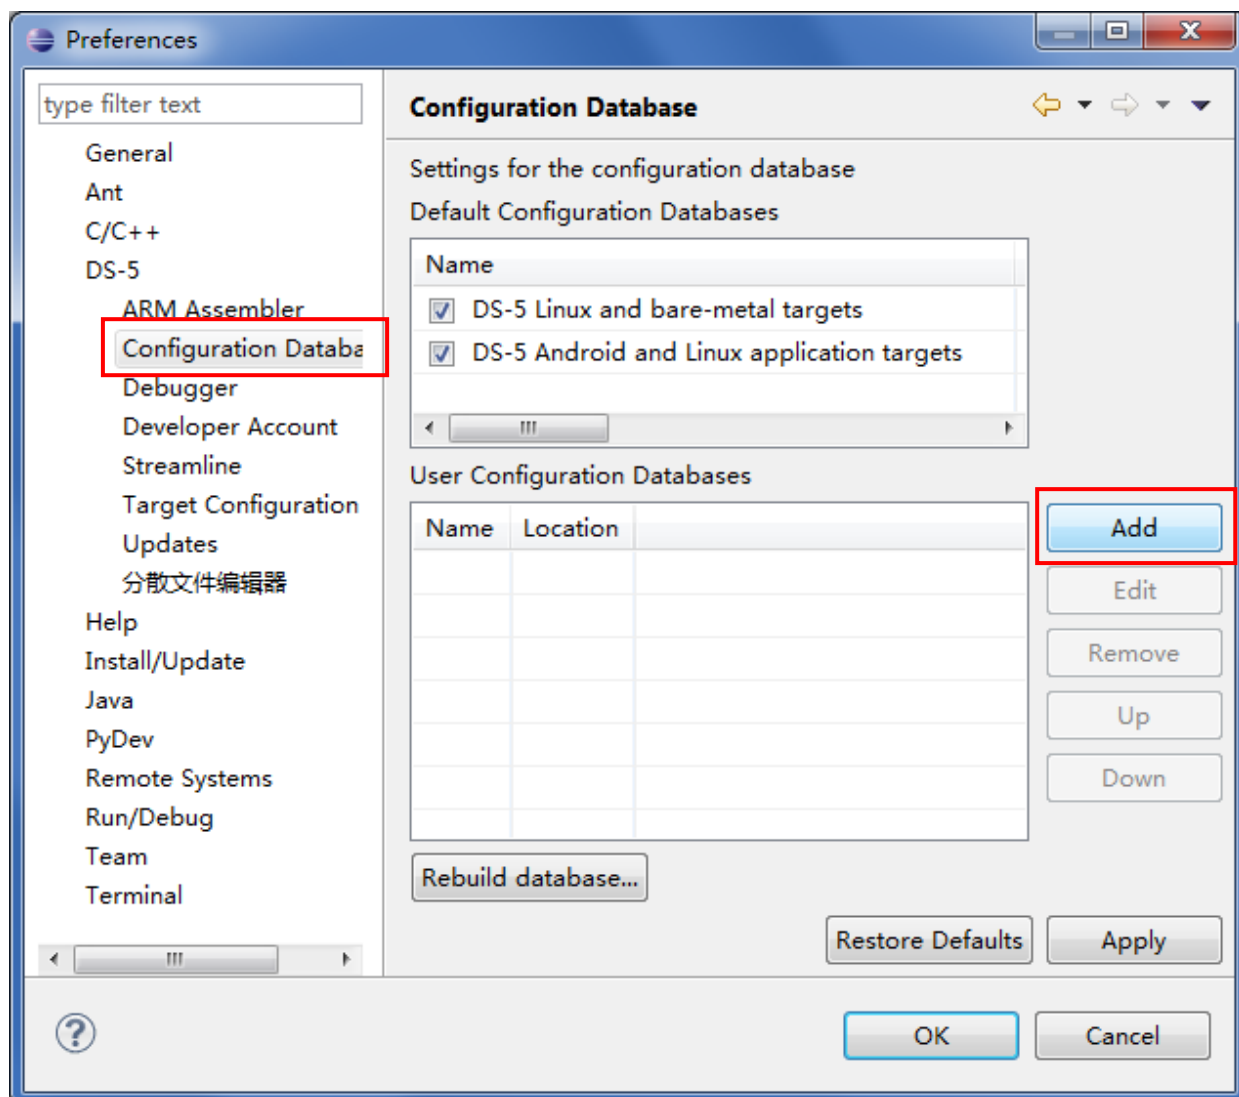 Preferences
type filter text
General
Ant
C/C++
DS-5
ARM Assembler
Configuration Databa
Debugger
Developer Account
Streamline
Target Configuration
Updates
分散文件编辑器
Help
Install/Update
Java
PyDev
Remote Systems
Run/Debug
Team
Terminal
Configuration Database
Settings for the configuration database
Default Configuration Databases
Name
DS-5 Linux and bare-metal targets
DS-5 Android and Linux application targets
User Configuration Databases
Name Location
Add
Edit
Remove
Up
Down
Rebuild database...
Restore Defaults
Apply
OK
Cancel